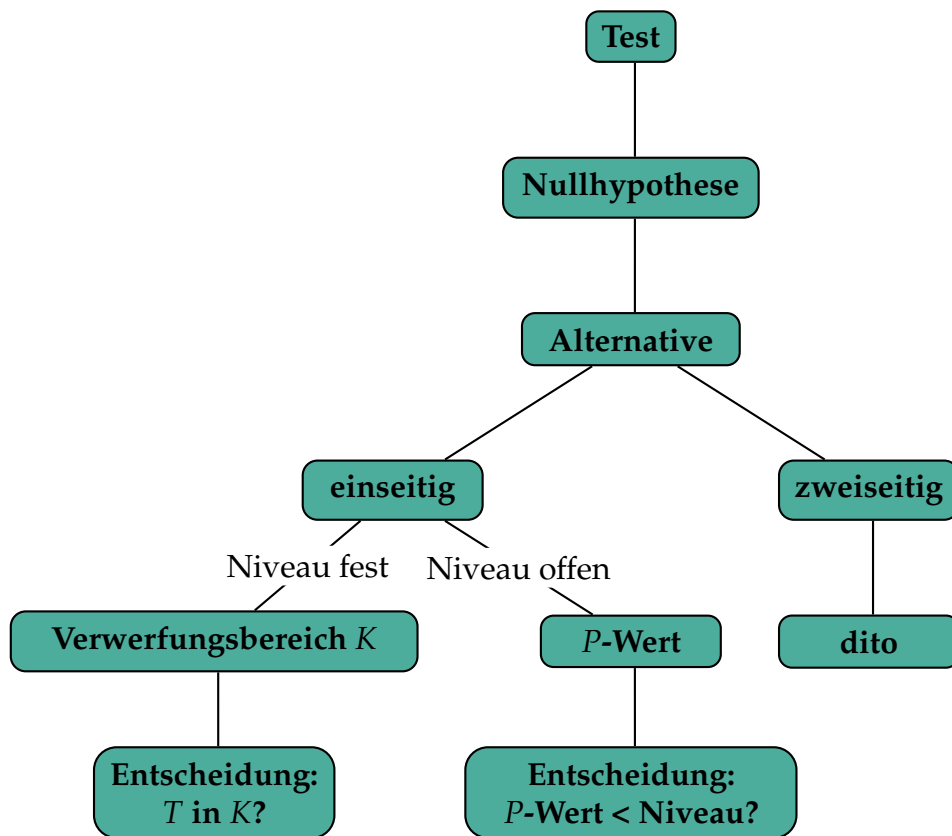 Test
Nullhypothese
Alternative
einseitig
zweiseitig
Niveau fest
Niveau offen
Verwerfungsbereich K
P-Wert
dito
Entscheidung:
T in K?
Entscheidung:
P-Wert < Niveau?